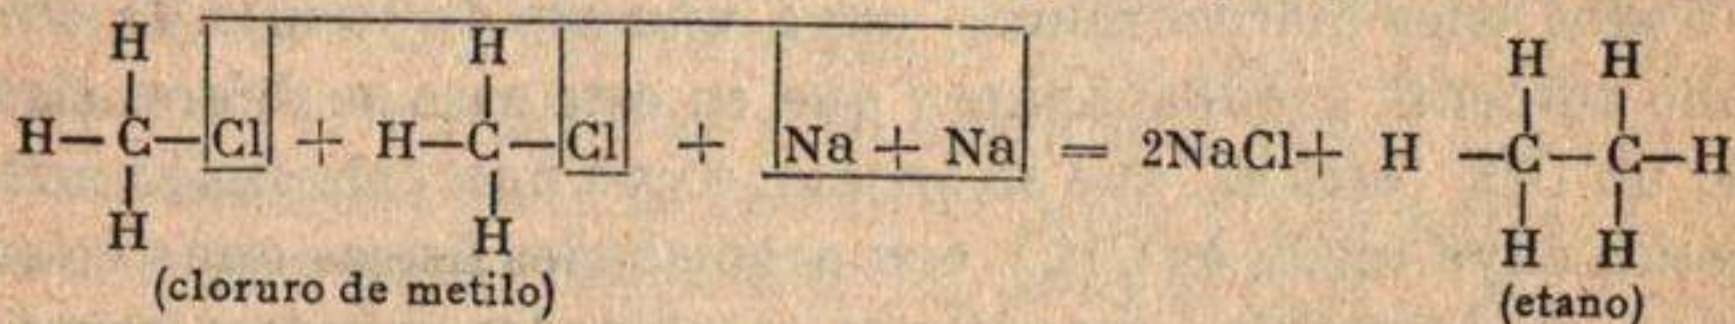 H H H H
H—C—Cl + H—C—Cl + Na + Na = 2NaCl+ H —C—C—H
H H H H
(cloruro de metilo) (etano)